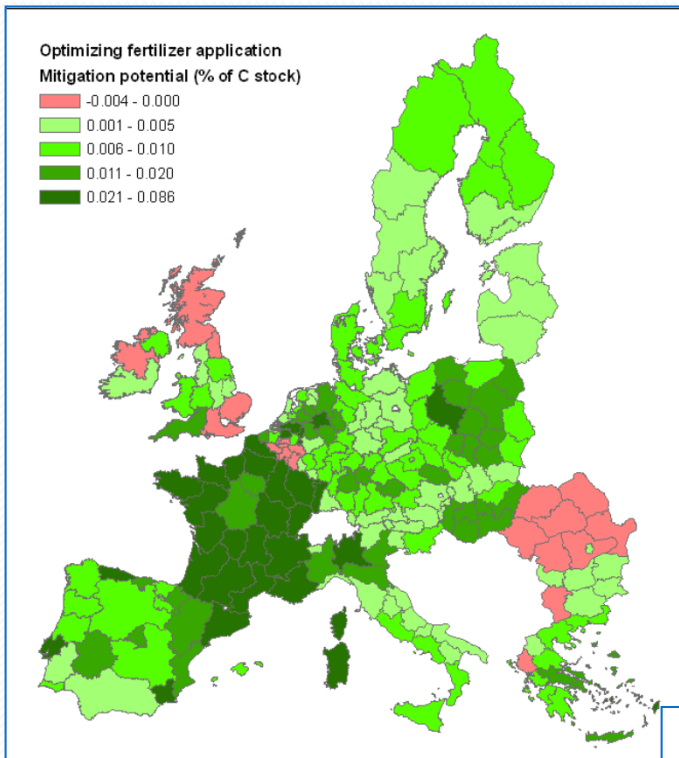 Optimizing fertilizer application
Mitigation potential (% of C stock)
-0.004 - 0.000
0.001 - 0.005
0.006 - 0.010
0.011 - 0.020
0.021 - 0.086